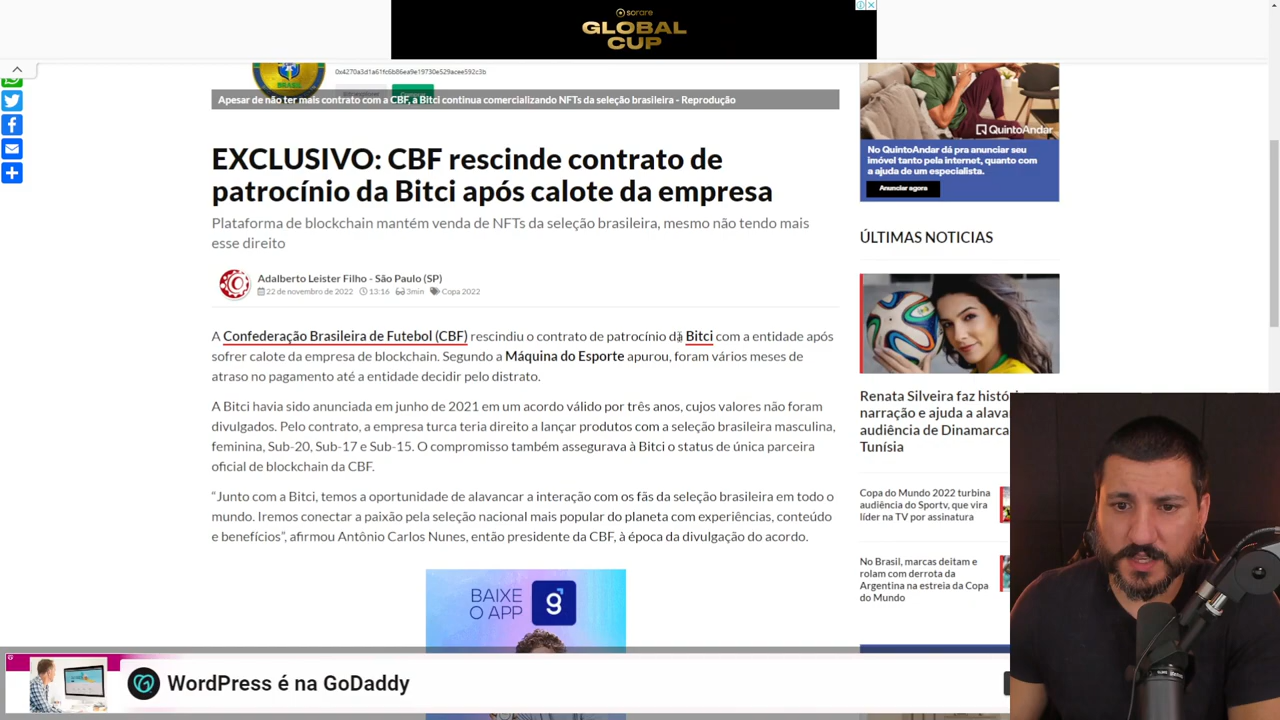 sorare
GLOBAL
CUP
BRASIL
0x4270a3d1a61fc6b86ea9e19730e529acee592c3b
Apesar de não ter mais contrato com a CBF, a Bitci continua comercializando NFTs da seleção brasileira - Reprodução
EXCLUSIVO: CBF rescinde contrato de
patrocínio da Bitci após calote da empresa
Plataforma de blockchain mantém venda de NFTs da seleção brasileira, mesmo não tendo mais
esse direito
Adalberto Leister Filho - São Paulo (SP)
22 de novembro de 2022 13:16 3min Copa 2022
A Confederação Brasileira de Futebol (CBF) rescindiu o contrato de patrocínio da Bitci com a entidade após
sofrer calote da empresa de blockchain. Segundo a Máquina do Esporte apurou, foram vários meses de
atraso no pagamento até a entidade decidir pelo distrato.
A Bitci havia sido anunciada em junho de 2021 em um acordo válido por três anos, cujos valores não foram
divulgados. Pelo contrato, a empresa turca teria direito a lançar produtos com a seleção brasileira masculina,
feminina, Sub-20, Sub-17 e Sub-15. O compromisso também assegurava à Bitci o status de única parceira
oficial de blockchain da CBF.
“Junto com a Bitci, temos a oportunidade de alavancar a interação com os fãs da seleção brasileira em todo o
mundo. Iremos conectar a paixão pela seleção nacional mais popular do planeta com experiências, conteúdo
e benefícios”, afirmou Antônio Carlos Nunes, então presidente da CBF, à época da divulgação do acordo.
BAIXE
O APP
g
WordPress é na GoDaddy
QuintoAndar
No QuintoAndar dá pra anunciar seu
imóvel tanto pela internet, quanto com
a ajuda de um especialista.
Anunciar agora
ÚLTIMAS NOTICIAS
Renata Silveira faz histó
narração e ajuda a alava
audiência de Dinamarca
Tunísia
Copa do Mundo 2022 turbina
audiência do Sportv, que vira
líder na TV por assinatura
No Brasil, marcas deitam e
rolam com derrota da
Argentina na estreia da Copa
do Mundo